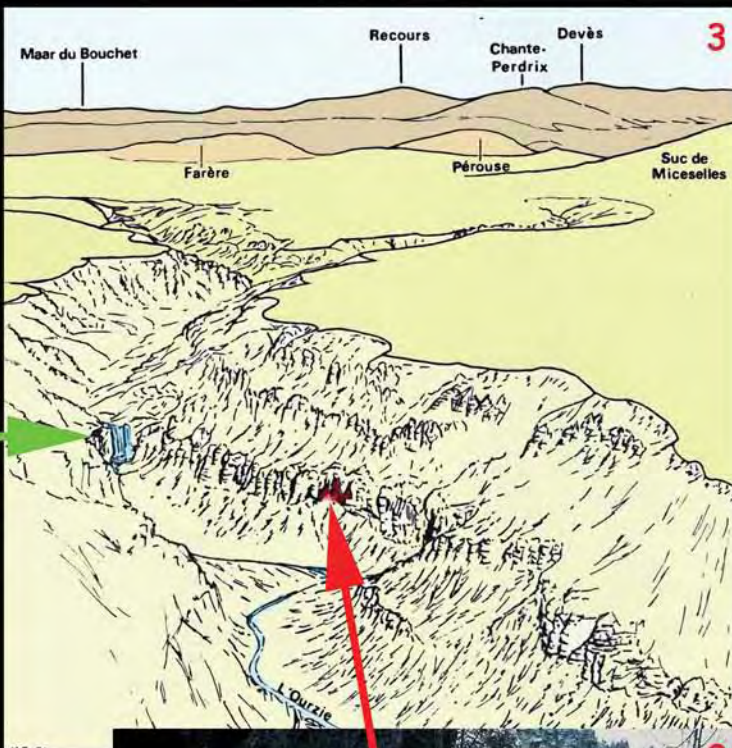 3
Maar du Bouchet
Recours
Chante-
Perdrix
Devès
Farère
Pérouse
Suc de
Miceselles
L'Ourzie